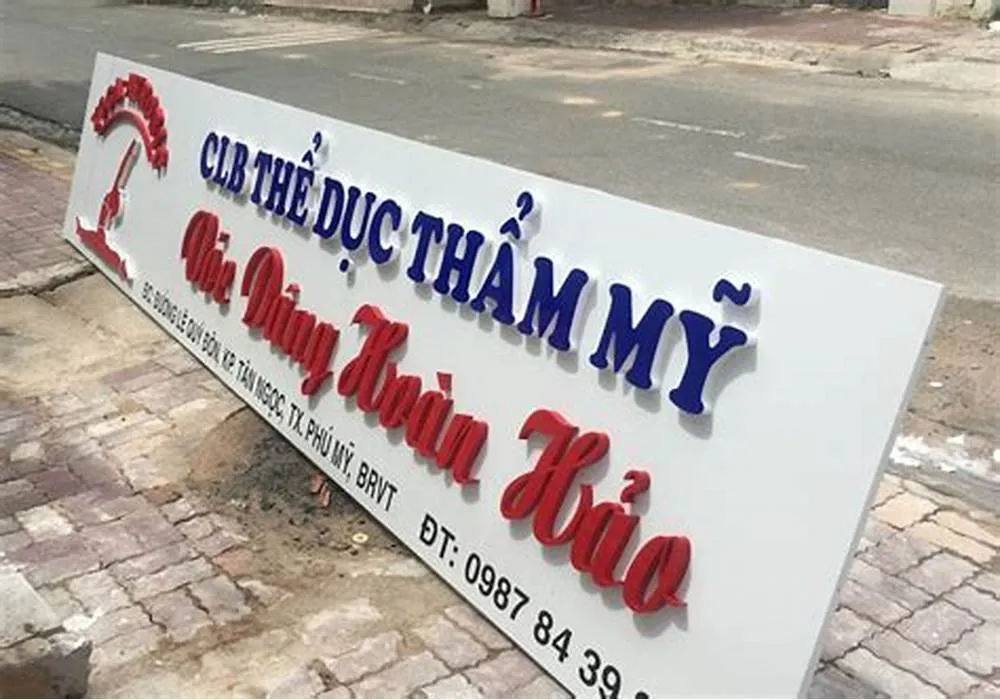 CLB THỂ DỤC THẨM MỸ
Vóc Dáng Hoàn Hảo
ĐC: ĐƯỜNG LÊ QUÝ ĐÔN, KP. TÂN NGỌC, TX. PHÚ MỸ, BRVT
ĐT: 0987 84 39